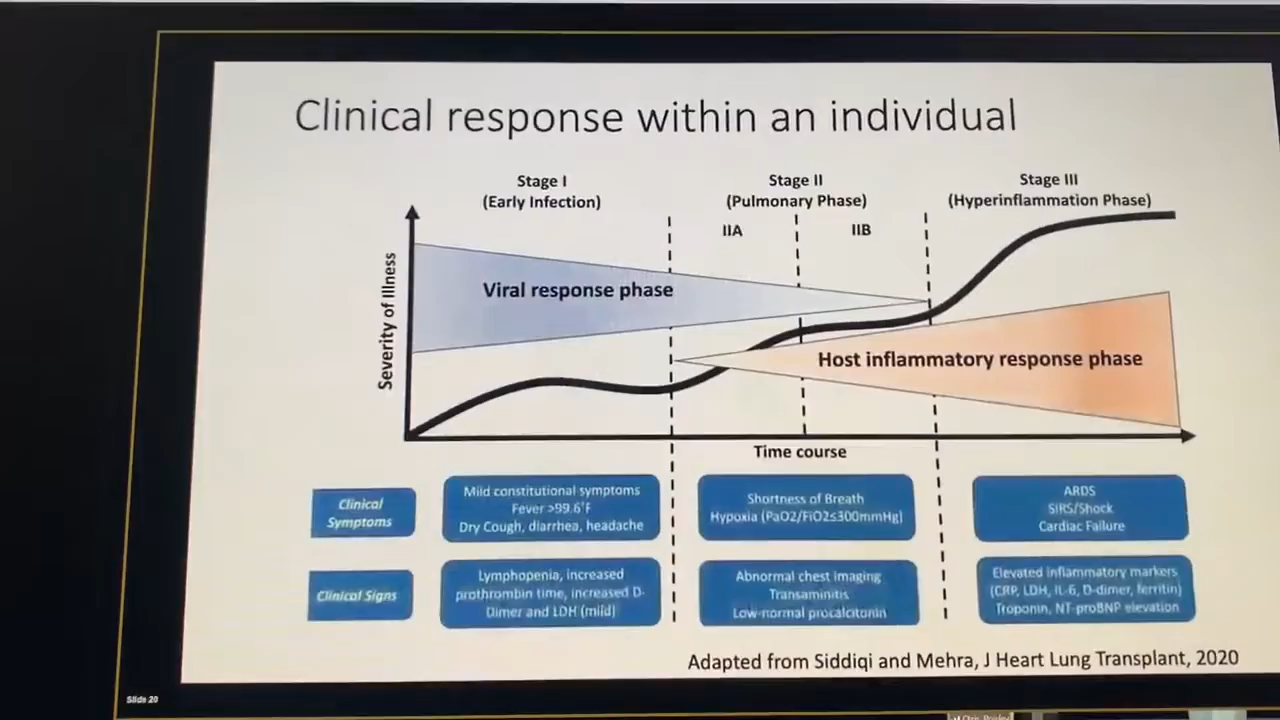 Clinical response within an individual
Stage I
(Early Infection)
Stage II
(Pulmonary Phase)
Stage III
(Hyperinflammation Phase)
IIA
IIB
Severity of Illness
Viral response phase
Host inflammatory response phase
Time course
Clinical
Symptoms
Mild constitutional symptoms
Fever >99.6°F
Dry Cough, diarrhea, headache
Shortness of Breath
Hypoxia (PaO2/FiO2≤300mmHg)
ARDS
SIRS/Shock
Cardiac Failure
Clinical Signs
Lymphopenia, increased
prothrombin time, increased D-
Dimer and LDH (mild)
Abnormal chest imaging
Transaminitis
Low-normal procalcitonin
Elevated inflammatory markers
(CRP, LDH, IL-6, D-dimer, ferritin)
Troponin, NT-proBNP elevation
Adapted from Siddiqi and Mehra, J Heart Lung Transplant, 2020
Slide 20